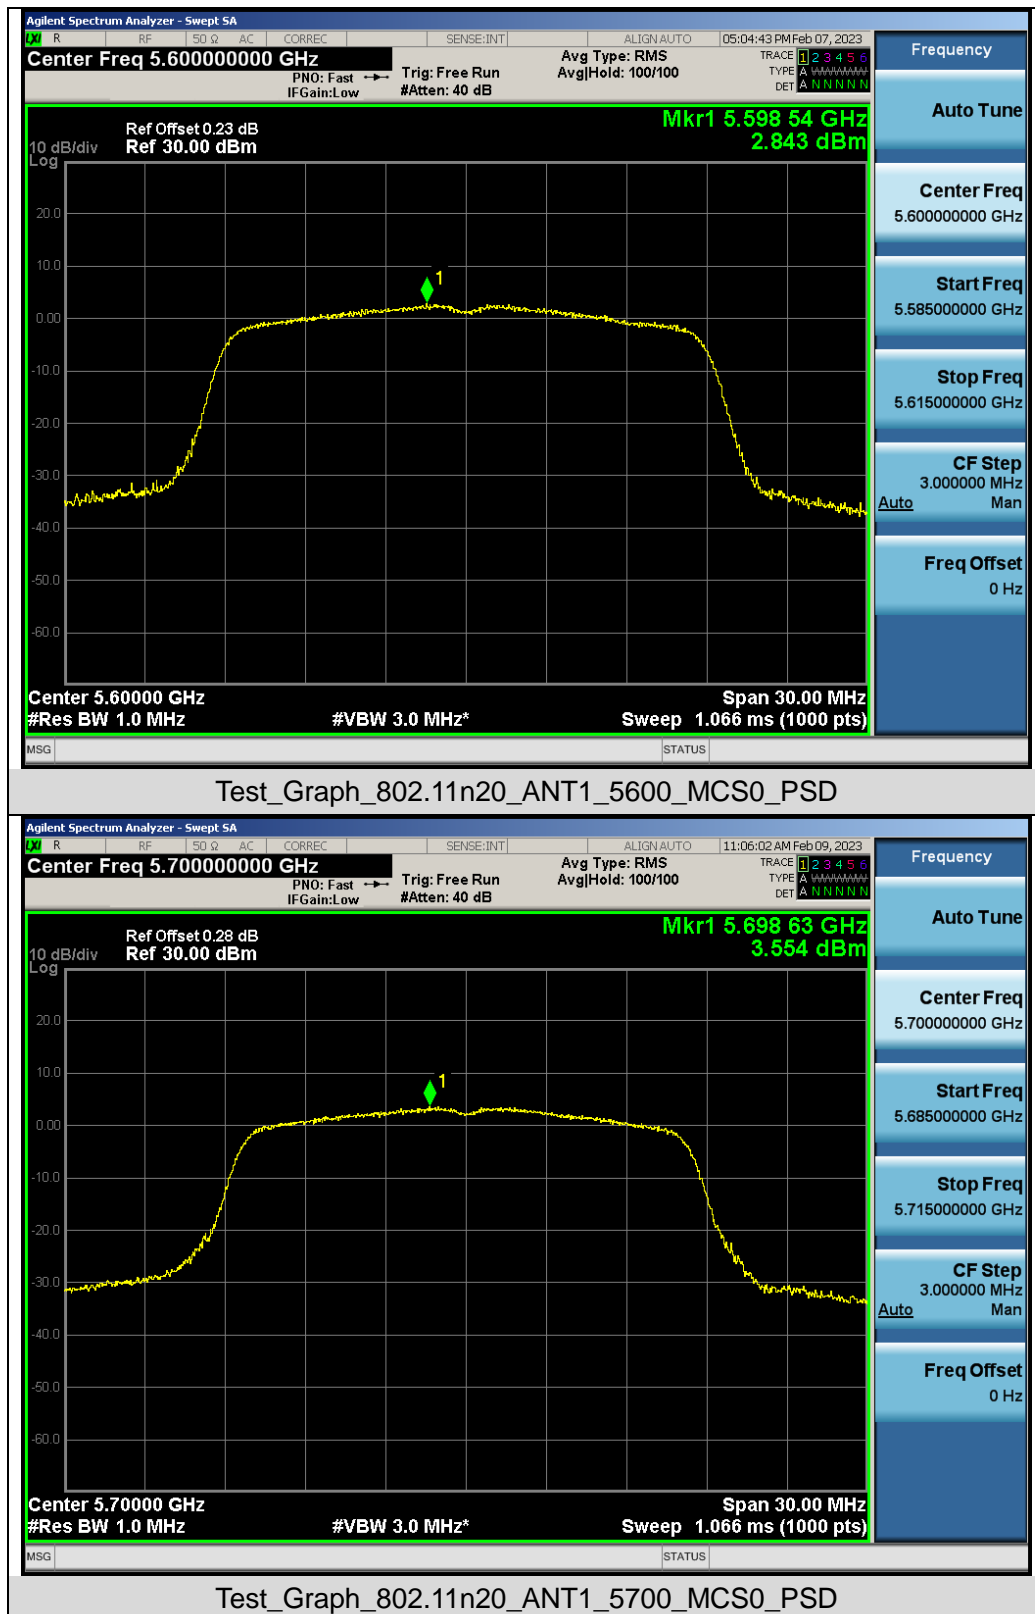 Agilent Spectrum Analyzer - Swept SA
LXI R RF 50 Ω AC CORREC SENSE:INT ALIGN AUTO 05:04:43 PM Feb 07, 2023
Center Freq 5.600000000 GHz
PNO: Fast
IFGain:Low
Trig: Free Run
#Atten: 40 dB
Avg Type: RMS
Avg|Hold: 100/100
TRACE 1 2 3 4 5 6
TYPE A WWWWW
DET A N N N N N
Mkr1 5.598 54 GHz
2.843 dBm
Ref Offset 0.23 dB
10 dB/div Ref 30.00 dBm
Log
20.0
10.0
0.00
-10.0
-20.0
-30.0
-40.0
-50.0
-60.0
1
Center 5.60000 GHz Span 30.00 MHz
#Res BW 1.0 MHz #VBW 3.0 MHz* Sweep 1.066 ms (1000 pts)
MSG STATUS
Frequency
Auto Tune
Center Freq
5.600000000 GHz
Start Freq
5.585000000 GHz
Stop Freq
5.615000000 GHz
CF Step
3.000000 MHz
Auto Man
Freq Offset
0 Hz
Test_Graph_802.11n20_ANT1_5600_MCS0_PSD
Agilent Spectrum Analyzer - Swept SA
LXI R RF 50 Ω AC CORREC SENSE:INT ALIGN AUTO 11:06:02 AM Feb 09, 2023
Center Freq 5.700000000 GHz
PNO: Fast
IFGain:Low
Trig: Free Run
#Atten: 40 dB
Avg Type: RMS
Avg|Hold: 100/100
TRACE 1 2 3 4 5 6
TYPE A WWWWW
DET A N N N N N
Mkr1 5.698 63 GHz
3.554 dBm
Ref Offset 0.28 dB
10 dB/div Ref 30.00 dBm
Log
20.0
10.0
0.00
-10.0
-20.0
-30.0
-40.0
-50.0
-60.0
1
Center 5.70000 GHz Span 30.00 MHz
#Res BW 1.0 MHz #VBW 3.0 MHz* Sweep 1.066 ms (1000 pts)
MSG STATUS
Frequency
Auto Tune
Center Freq
5.700000000 GHz
Start Freq
5.685000000 GHz
Stop Freq
5.715000000 GHz
CF Step
3.000000 MHz
Auto Man
Freq Offset
0 Hz
Test_Graph_802.11n20_ANT1_5700_MCS0_PSD